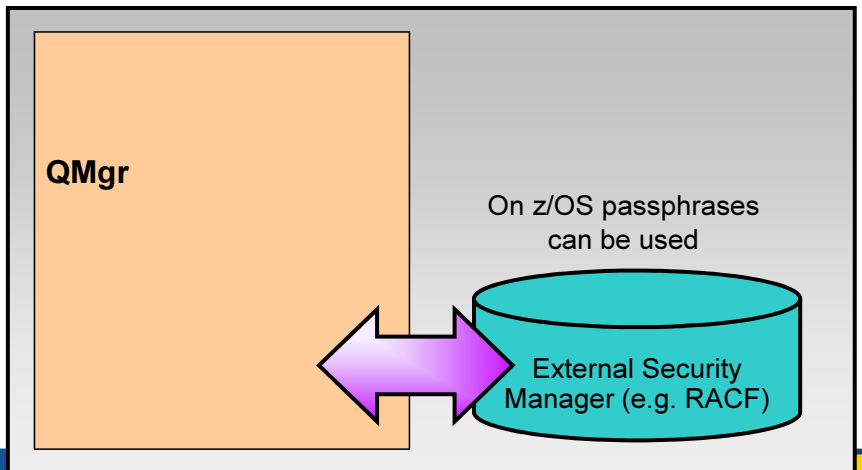 QMgr
On z/OS passphrases
can be used
External Security
Manager (e.g. RACF)